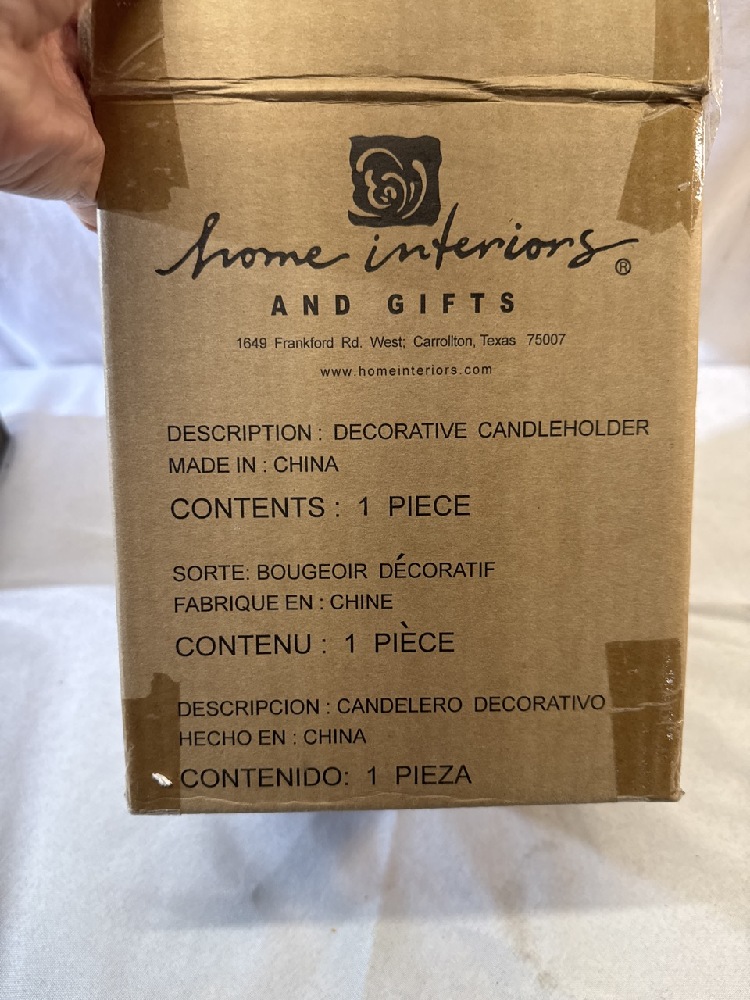 home interiors®
AND GIFTS
1649 Frankford Rd. West; Carrollton, Texas 75007
www.homeinteriors.com
DESCRIPTION : DECORATIVE CANDLEHOLDER
MADE IN : CHINA
CONTENTS : 1 PIECE
SORTE: BOUGEOIR DÉCORATIF
FABRIQUE EN : CHINE
CONTENU : 1 PIÈCE
DESCRIPCION : CANDELERO DECORATIVO
HECHO EN : CHINA
CONTENIDO: 1 PIEZA